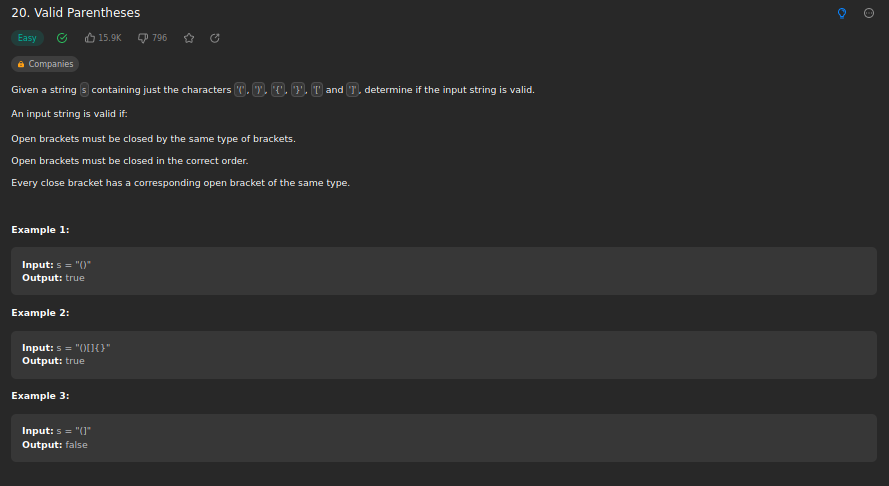 20. Valid Parentheses
Easy 15.9K 796
Companies
Given a string s containing just the characters '(', ')', '{', '}', '[' and ']', determine if the input string is valid.
An input string is valid if:
Open brackets must be closed by the same type of brackets.
Open brackets must be closed in the correct order.
Every close bracket has a corresponding open bracket of the same type.
Example 1:
Input: s = "()"
Output: true
Example 2:
Input: s = "()[]{}"
Output: true
Example 3:
Input: s = "(]"
Output: false